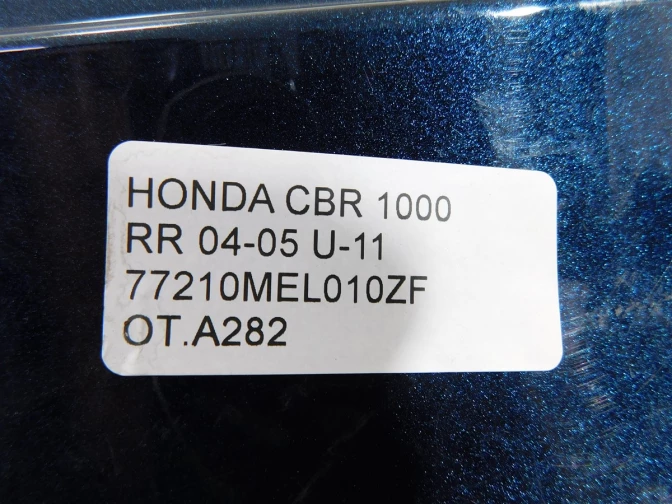 HONDA CBR 1000
RR 04-05 U-11
77210MEL010ZF
OT.A282